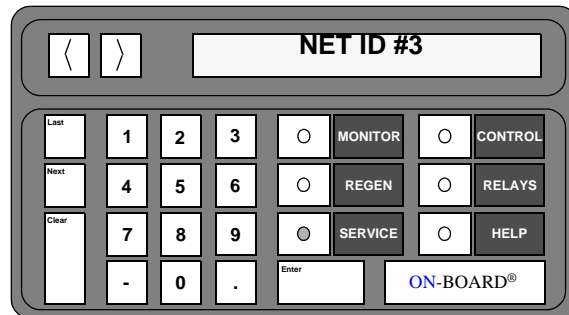 〈 〉 NET ID #3
Last 1 2 3 MONITOR CONTROL
Next 4 5 6 REGEN RELAYS
Clear 7 8 9 SERVICE HELP
- 0 . Enter ON-BOARD®